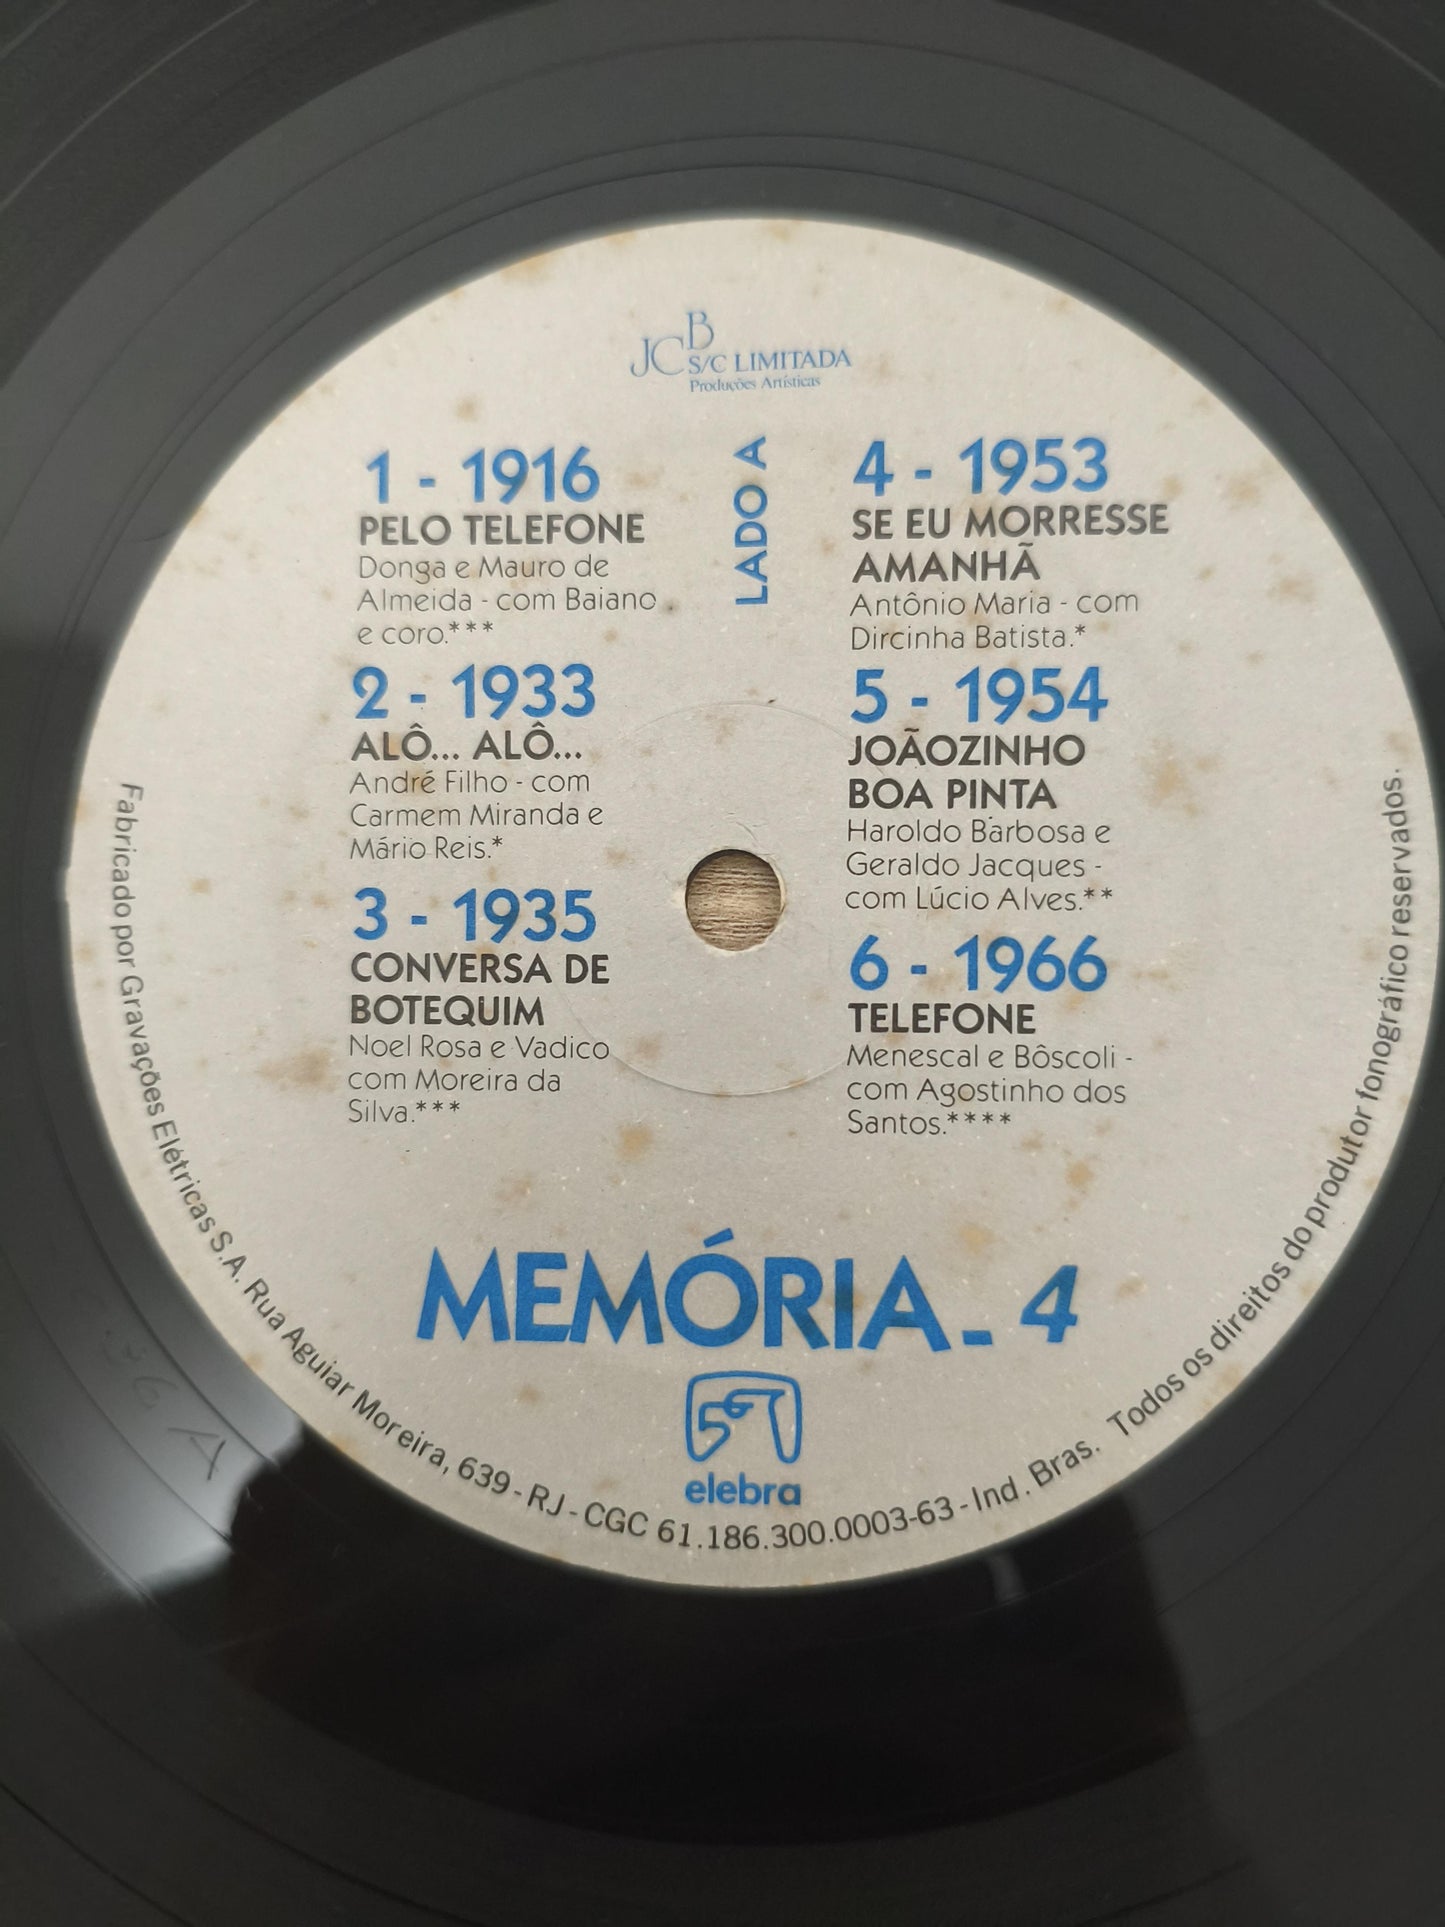 JCB S/C LIMITADA
Produções Artísticas
LADO A
1 - 1916
PELO TELEFONE
Donga e Mauro de
Almeida - com Baiano
e coro.***
2 - 1933
ALÔ... ALÔ...
André Filho - com
Carmem Miranda e
Mário Reis.*
3 - 1935
CONVERSA DE
BOTEQUIM
Noel Rosa e Vadico
com Moreira da
Silva.***
4 - 1953
SE EU MORRESSE
AMANHÃ
Antônio Maria - com
Dircinha Batista.*
5 - 1954
JOÃOZINHO
BOA PINTA
Haroldo Barbosa e
Geraldo Jacques -
com Lúcio Alves.**
6 - 1966
TELEFONE
Menescal e Bôscoli -
com Agostinho dos
Santos.****
MEMÓRIA - 4
elebra
Fabricado por Gravações Elétricas S.A. Rua Aguiar Moreira, 639 - RJ - CGC 61.186.300.0003-63 - Ind. Bras. Todos os direitos do produtor fonográfico reservados.